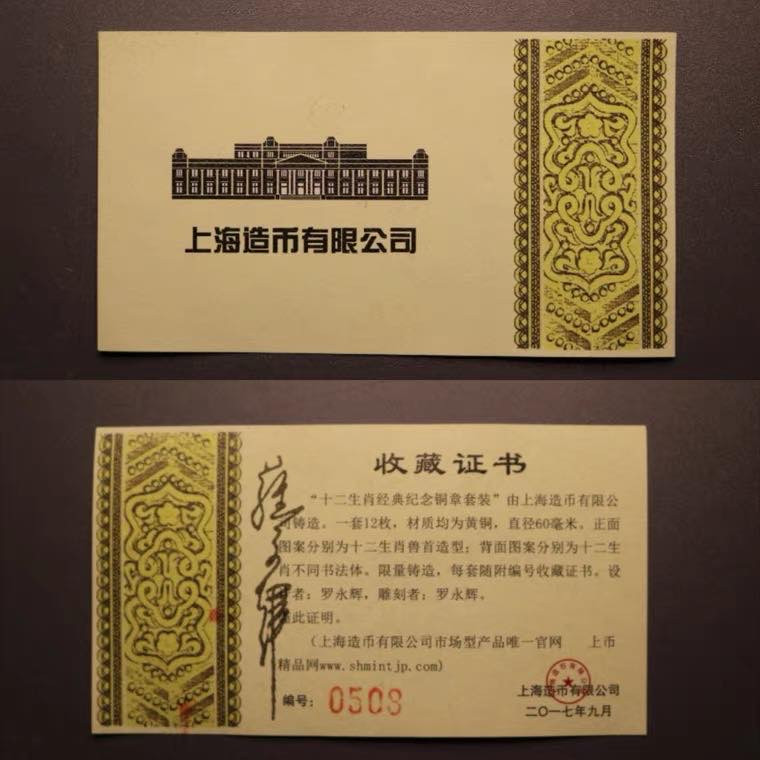 上海造币有限公司
收藏证书
“十二生肖经典纪念铜章套装”由上海造币有限公
司铸造。一套12枚，材质均为黄铜，直径60毫米。正面
图案分别为十二生肖兽首造型；背面图案分别为十二生
肖不同书法体。限量铸造，每套随附编号收藏证书。设
者：罗永辉，雕刻者：罗永辉。
此证明。
（上海造币有限公司市场型产品唯一官网 上币
精品网www.shmintjp.com)
编号：0508
上海造币有限公司
二〇一七年九月